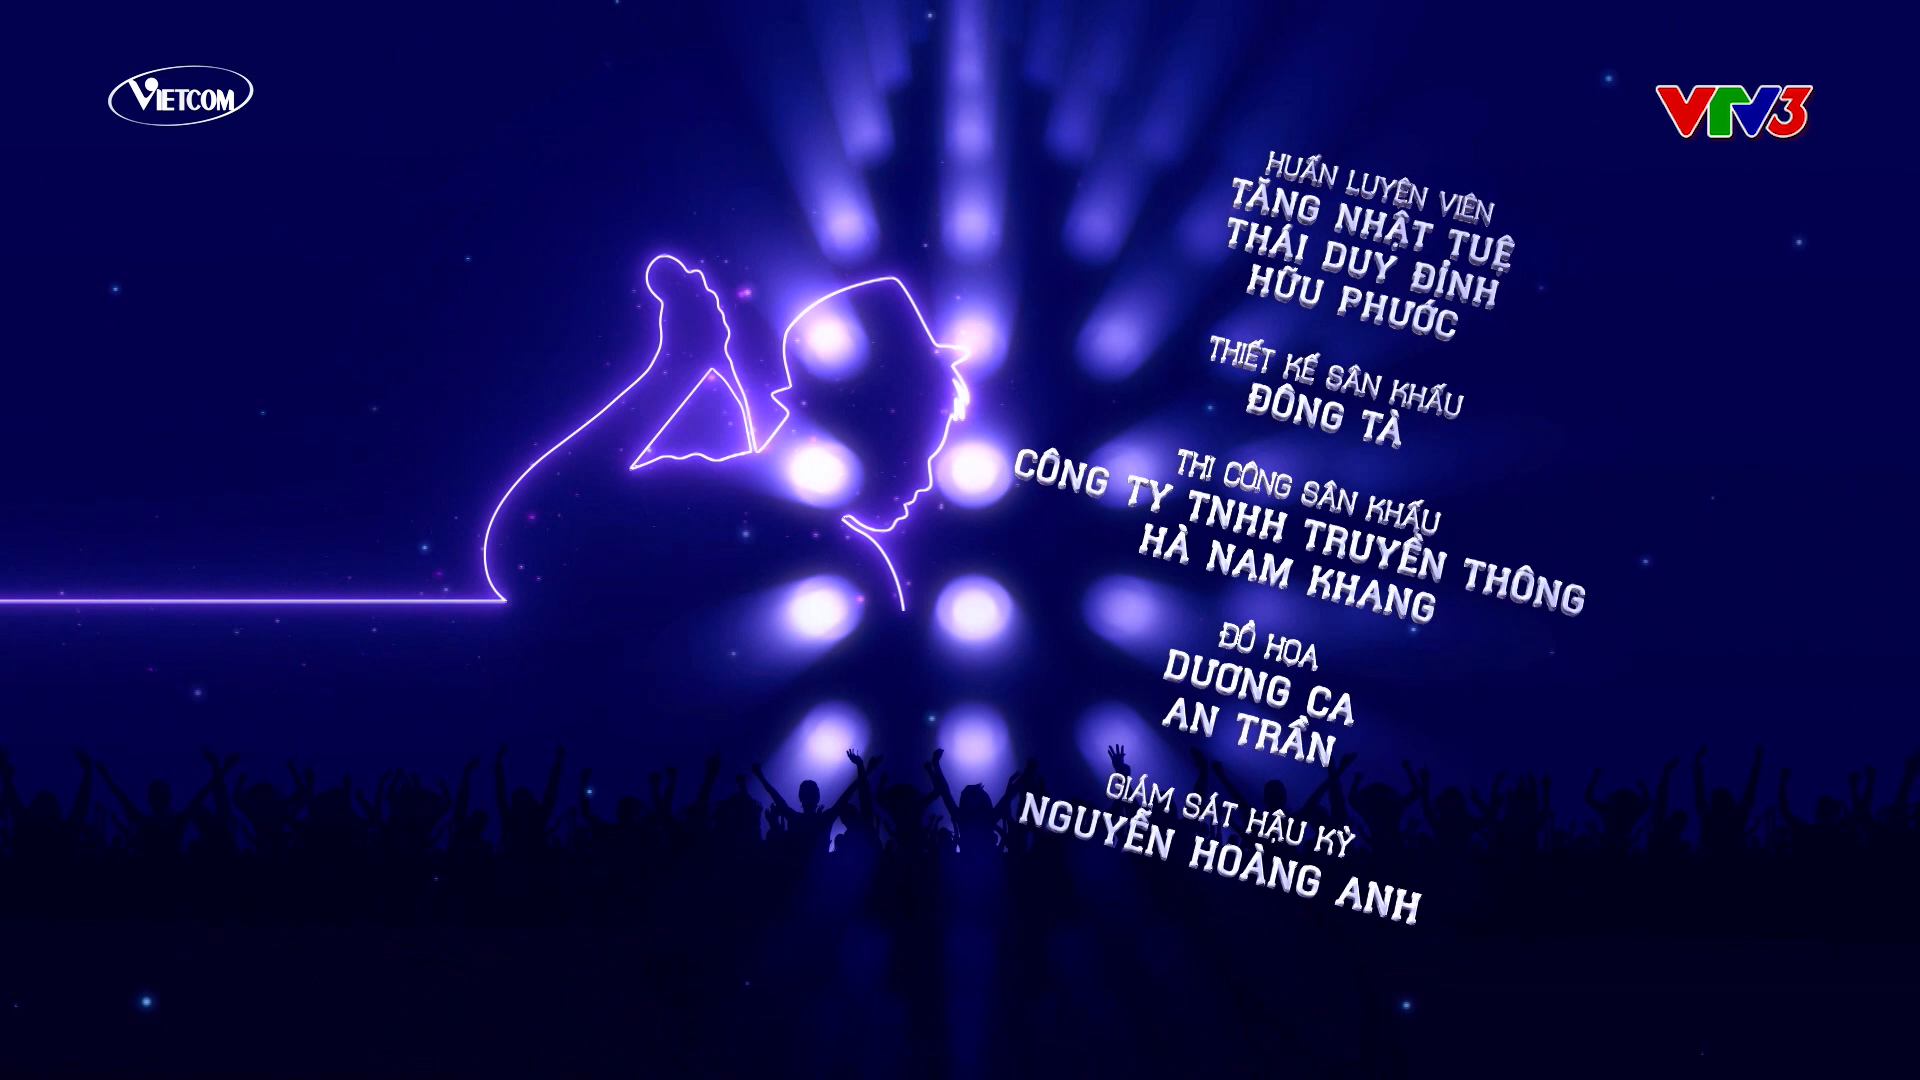 VIETCOM
VTV3
HUẤN LUYỆN VIÊN
TĂNG NHẬT TUỆ
THÁI DUY ĐỈNH
HỮU PHƯỚC
THIẾT KẾ SÂN KHẤU
ĐÔNG TÀ
THI CÔNG SÂN KHẤU
CÔNG TY TNHH TRUYỀN THÔNG
HÀ NAM KHANG
ĐỒ HỌA
DƯƠNG CA
AN TRẦN
GIÁM SÁT HẬU KỲ
NGUYỄN HOÀNG ANH